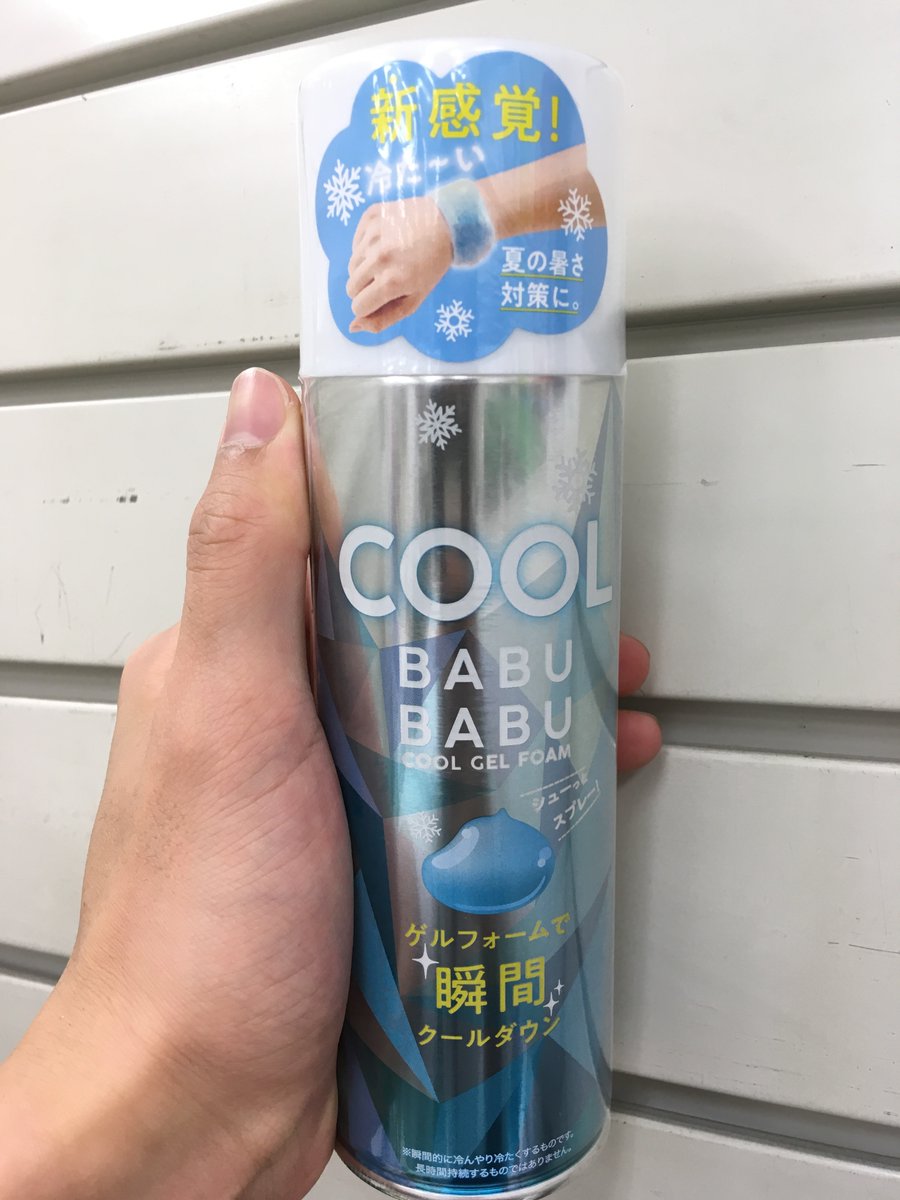 新感覚!
冷た～い
夏の暑さ
対策に。
COOL
BABU
BABU
COOL GEL FOAM
シューッと
スプレー!
ゲルフォームで
瞬間
クールダウン
※瞬間的に冷んやり冷たくするものです。
長時間持続するものではありません。